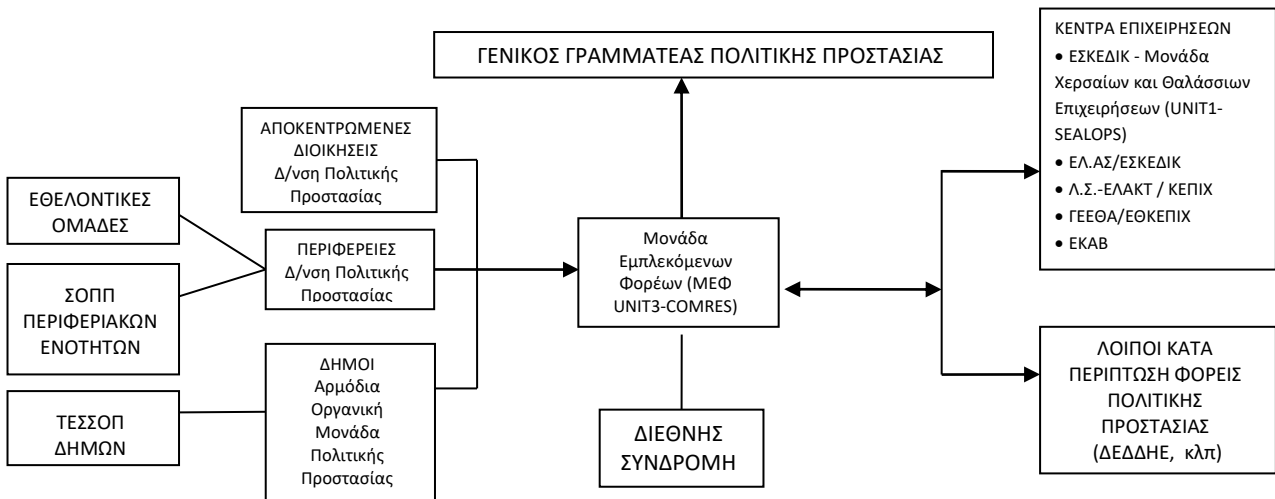 ΓΕΝΙΚΟΣ ΓΡΑΜΜΑΤΕΑΣ ΠΟΛΙΤΙΚΗΣ ΠΡΟΣΤΑΣΙΑΣ
ΑΠΟΚΕΝΤΡΩΜΕΝΕΣ
ΔΙΟΙΚΗΣΕΙΣ
Δ/νση Πολιτικής
Προστασίας
ΕΘΕΛΟΝΤΙΚΕΣ
ΟΜΑΔΕΣ
ΠΕΡΙΦΕΡΕΙΕΣ
Δ/νση Πολιτικής
Προστασίας
ΣΟΠΠ
ΠΕΡΙΦΕΡΙΑΚΩΝ
ΕΝΟΤΗΤΩΝ
ΔΗΜΟΙ
Αρμόδια
Οργανική
Μονάδα
Πολιτικής
Προστασίας
ΤΕΣΣΟΠ
ΔΗΜΩΝ
Μονάδα
Εμπλεκόμενων
Φορέων (ΜΕΦ
UNIT3-COMRES)
ΔΙΕΘΝΗΣ
ΣΥΝΔΡΟΜΗ
ΚΕΝΤΡΑ ΕΠΙΧΕΙΡΗΣΕΩΝ
• ΕΣΚΕΔΙΚ - Μονάδα
Χερσαίων και Θαλάσσιων
Επιχειρήσεων (UNIT1-
SEALOPS)
• ΕΛ.ΑΣ/ΕΣΚΕΔΙΚ
• Λ.Σ.-ΕΛΑΚΤ / ΚΕΠΙΧ
• ΓΕΕΘΑ/ΕΘΚΕΠΙΧ
• ΕΚΑΒ
ΛΟΙΠΟΙ ΚΑΤΑ
ΠΕΡΙΠΤΩΣΗ ΦΟΡΕΙΣ
ΠΟΛΙΤΙΚΗΣ
ΠΡΟΣΤΑΣΙΑΣ
(ΔΕΔΔΗΕ, κλπ)